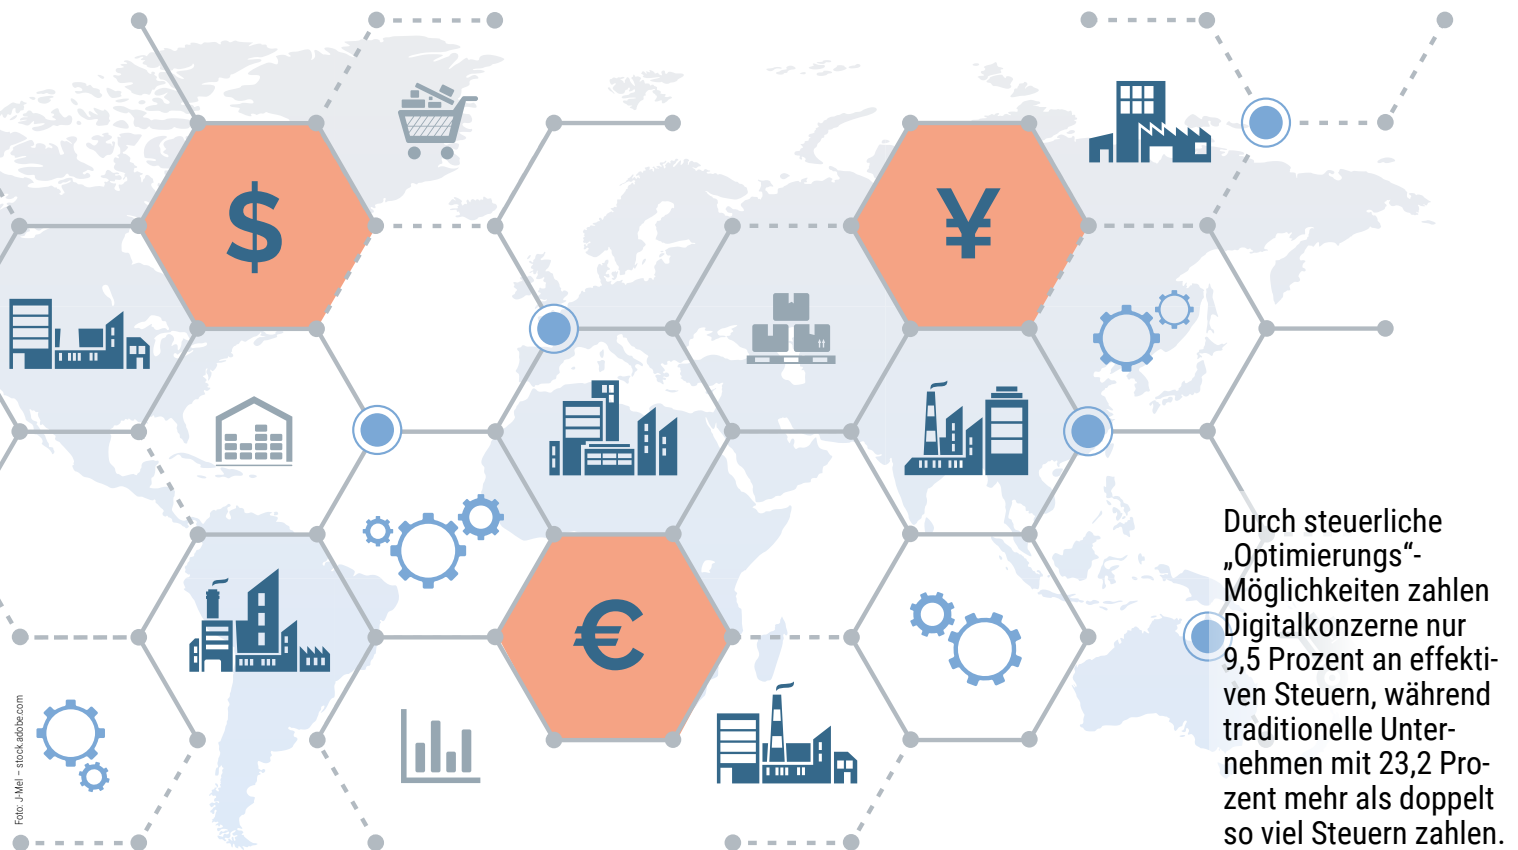 $
¥
€
Durch steuerliche
„Optimierungs“-
Möglichkeiten zahlen
Digitalkonzerne nur
9,5 Prozent an effekti-
ven Steuern, während
traditionelle Unter-
nehmen mit 23,2 Pro-
zent mehr als doppelt
so viel Steuern zahlen.
Foto: J-Mel – stock.adobe.com